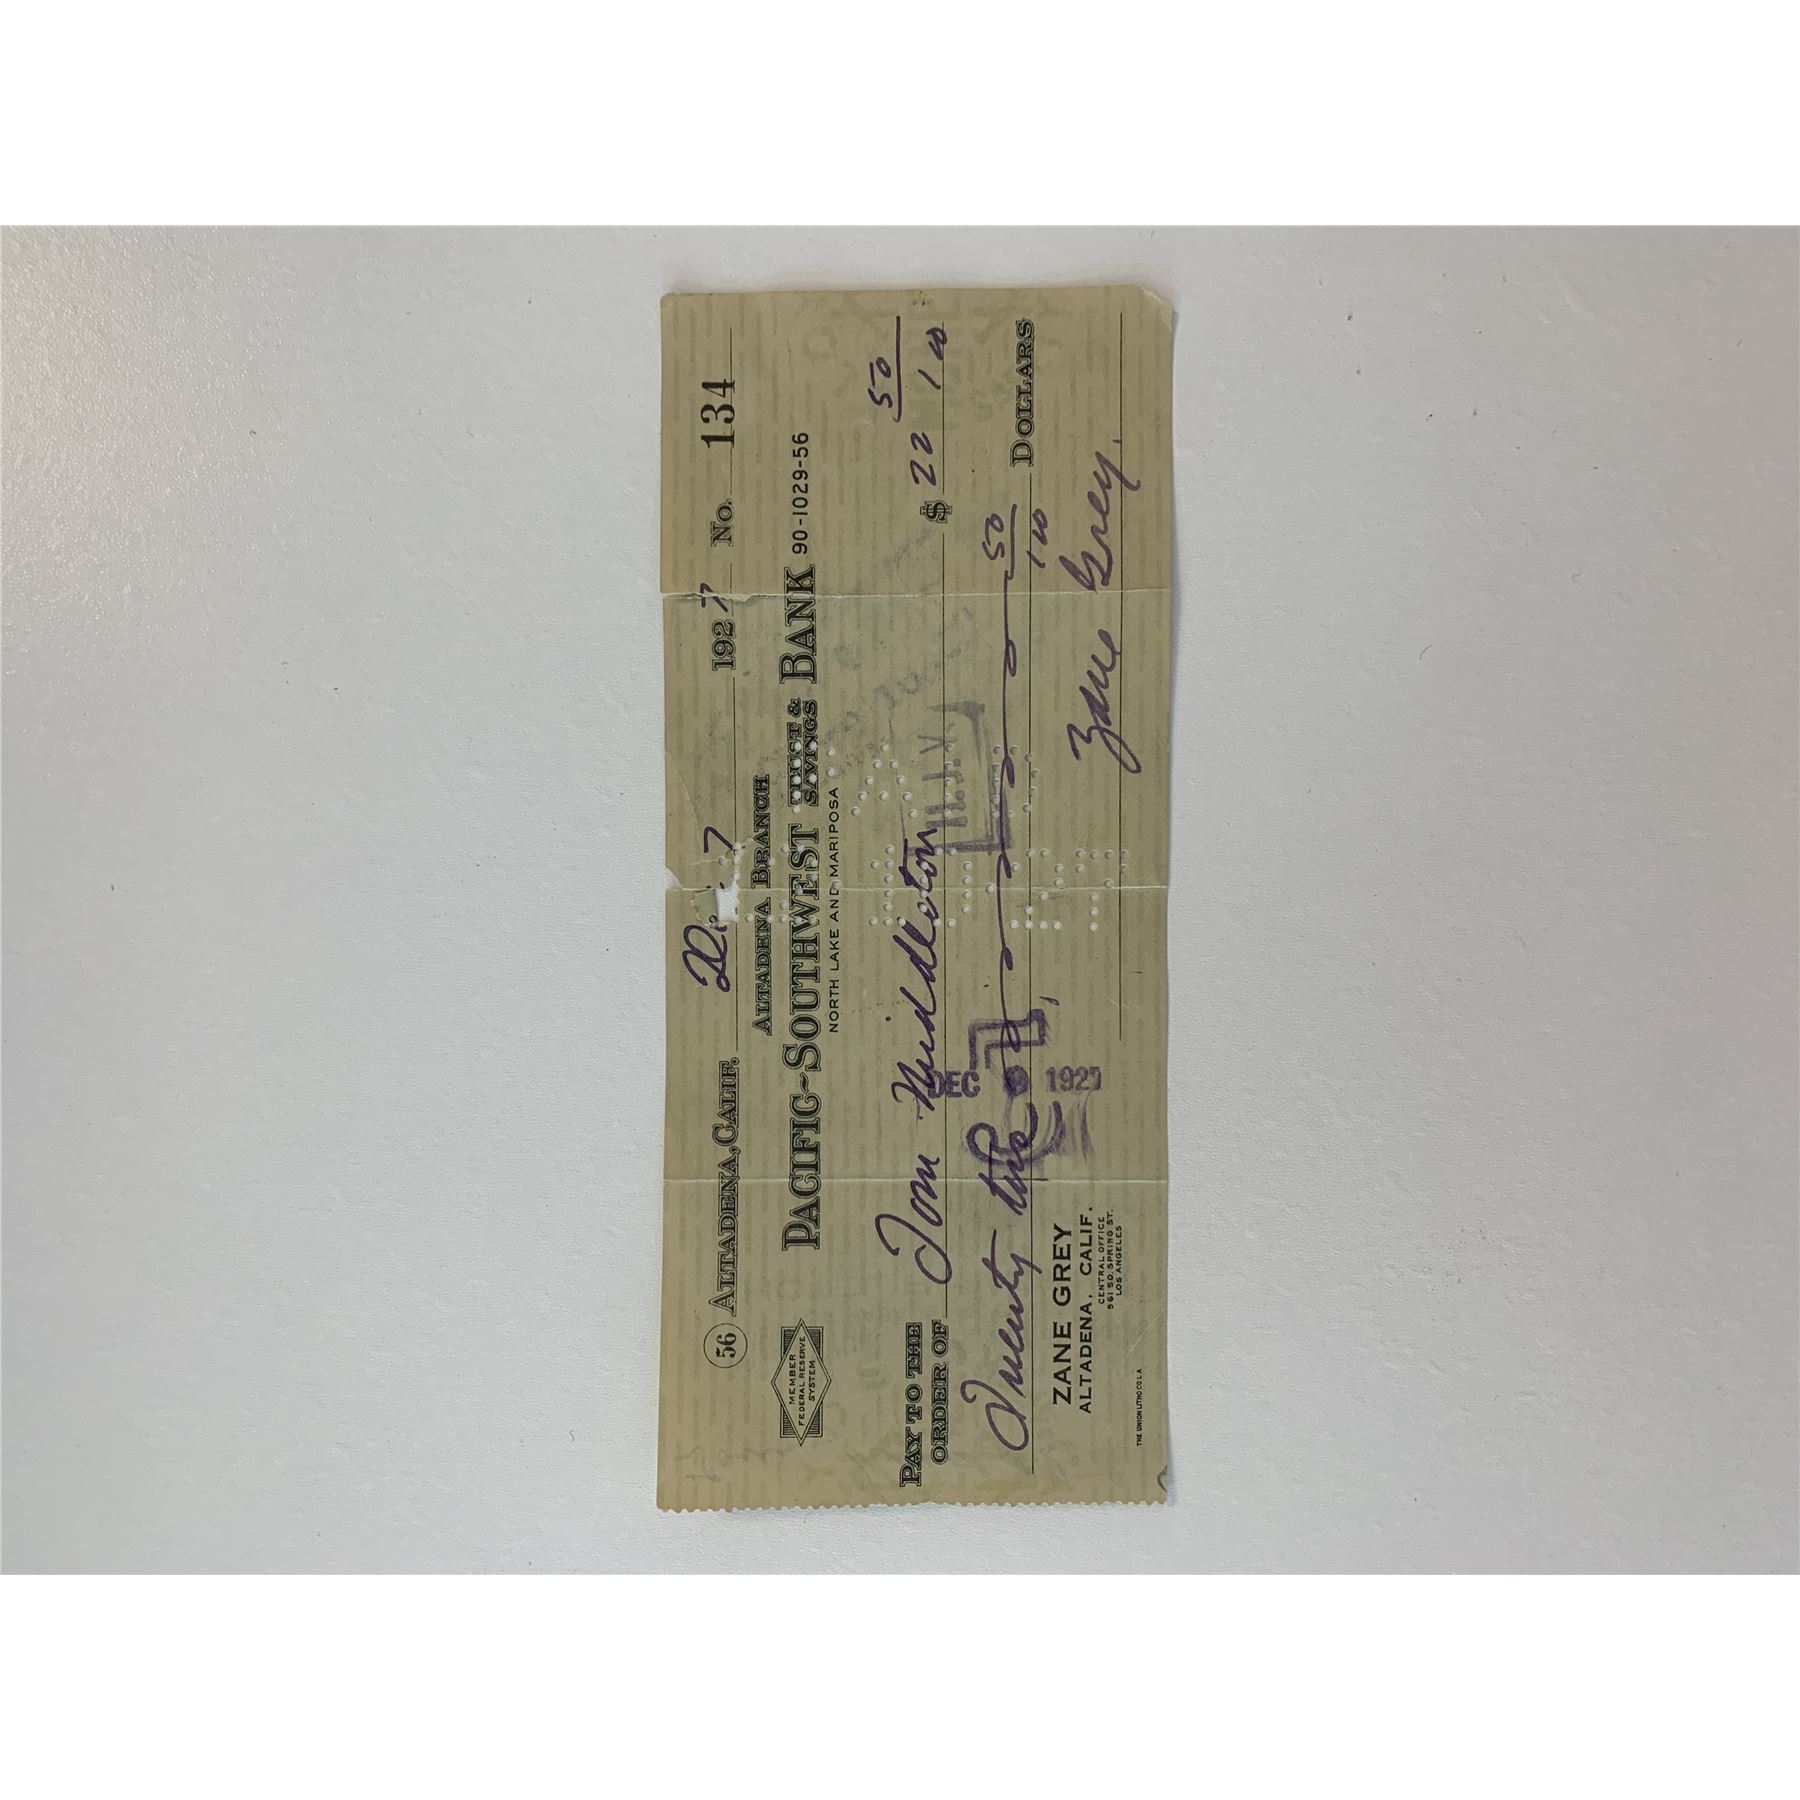 56 ALTADENA, CALIF. 7 1927 No. 134
ALTADENA BRANCH
MEMBER
FEDERAL RESERVE
SYSTEM
PACIFIC-SOUTHWEST TRUST & SAVINGS BANK 90-1029-56
NORTH LAKE AND MARIPOSA
PAY TO THE
ORDER OF Tom Middleton $ 22 50/100
Twenty two 50/100 DOLLARS
DEC 1927
ZANE GREY
ALTADENA, CALIF.
CENTRAL OFFICE
561 SO. SPRING ST.
LOS ANGELES
Zane Grey.
THE UNION LITHO CO L A